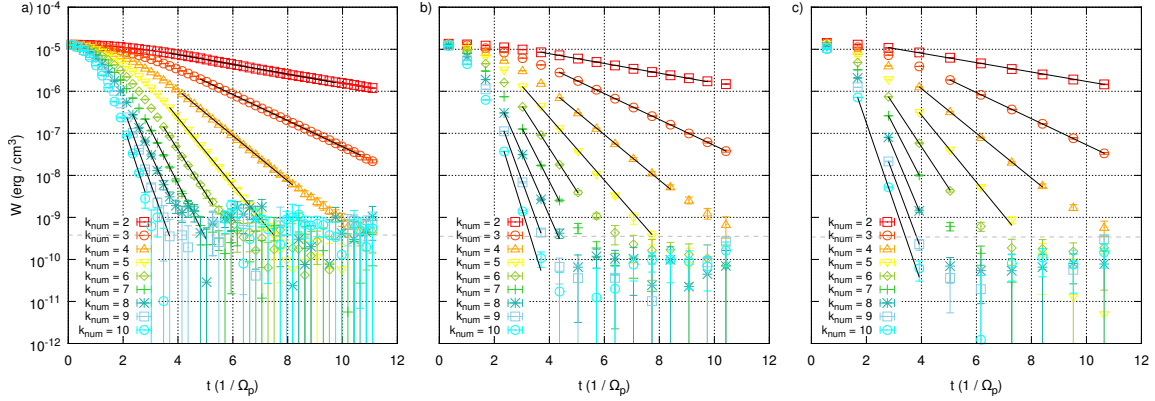 a)
b)
c)
W (erg / cm³)
10⁻⁴
10⁻⁵
10⁻⁶
10⁻⁷
10⁻⁸
10⁻⁹
10⁻¹⁰
10⁻¹¹
10⁻¹²
k_num = 2
k_num = 3
k_num = 4
k_num = 5
k_num = 6
k_num = 7
k_num = 8
k_num = 9
k_num = 10
0 2 4 6 8 10 12
t (1 / Ω_p)
k_num = 2
k_num = 3
k_num = 4
k_num = 5
k_num = 6
k_num = 7
k_num = 8
k_num = 9
k_num = 10
0 2 4 6 8 10 12
t (1 / Ω_p)
k_num = 2
k_num = 3
k_num = 4
k_num = 5
k_num = 6
k_num = 7
k_num = 8
k_num = 9
k_num = 10
0 2 4 6 8 10 12
t (1 / Ω_p)